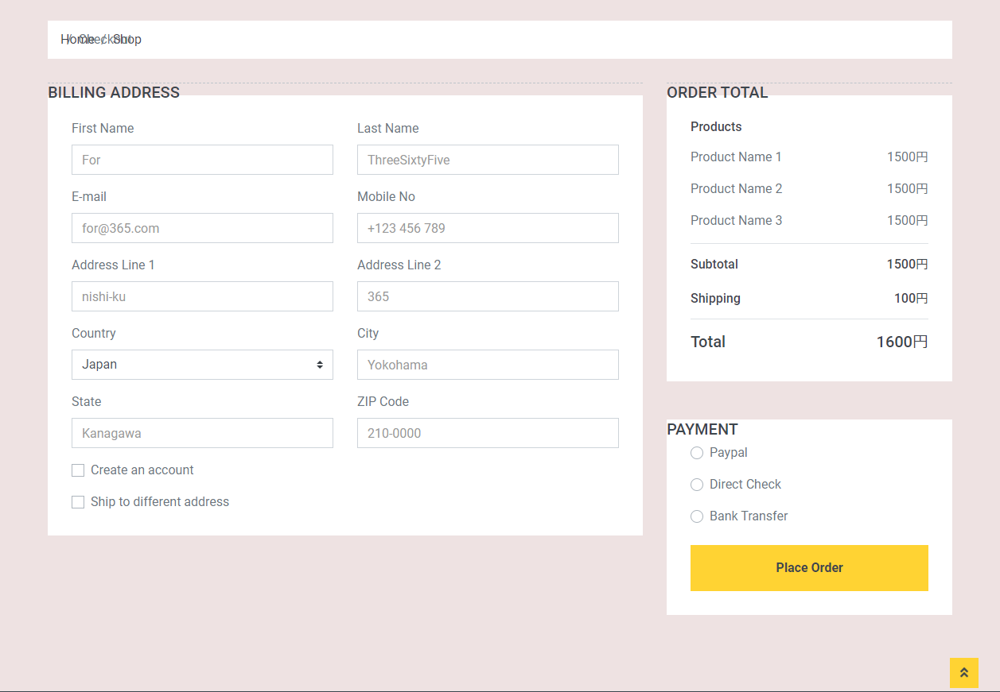 Home / Shop / Checkout
BILLING ADDRESS
First Name
Last Name
For
ThreeSixtyFive
E-mail
Mobile No
for@365.com
+123 456 789
Address Line 1
Address Line 2
nishi-ku
365
Country
City
Japan
Yokohama
State
ZIP Code
Kanagawa
210-0000
Create an account
Ship to different address
ORDER TOTAL
Products
Product Name 1 1500円
Product Name 2 1500円
Product Name 3 1500円
Subtotal 1500円
Shipping 100円
Total 1600円
PAYMENT
Paypal
Direct Check
Bank Transfer
Place Order